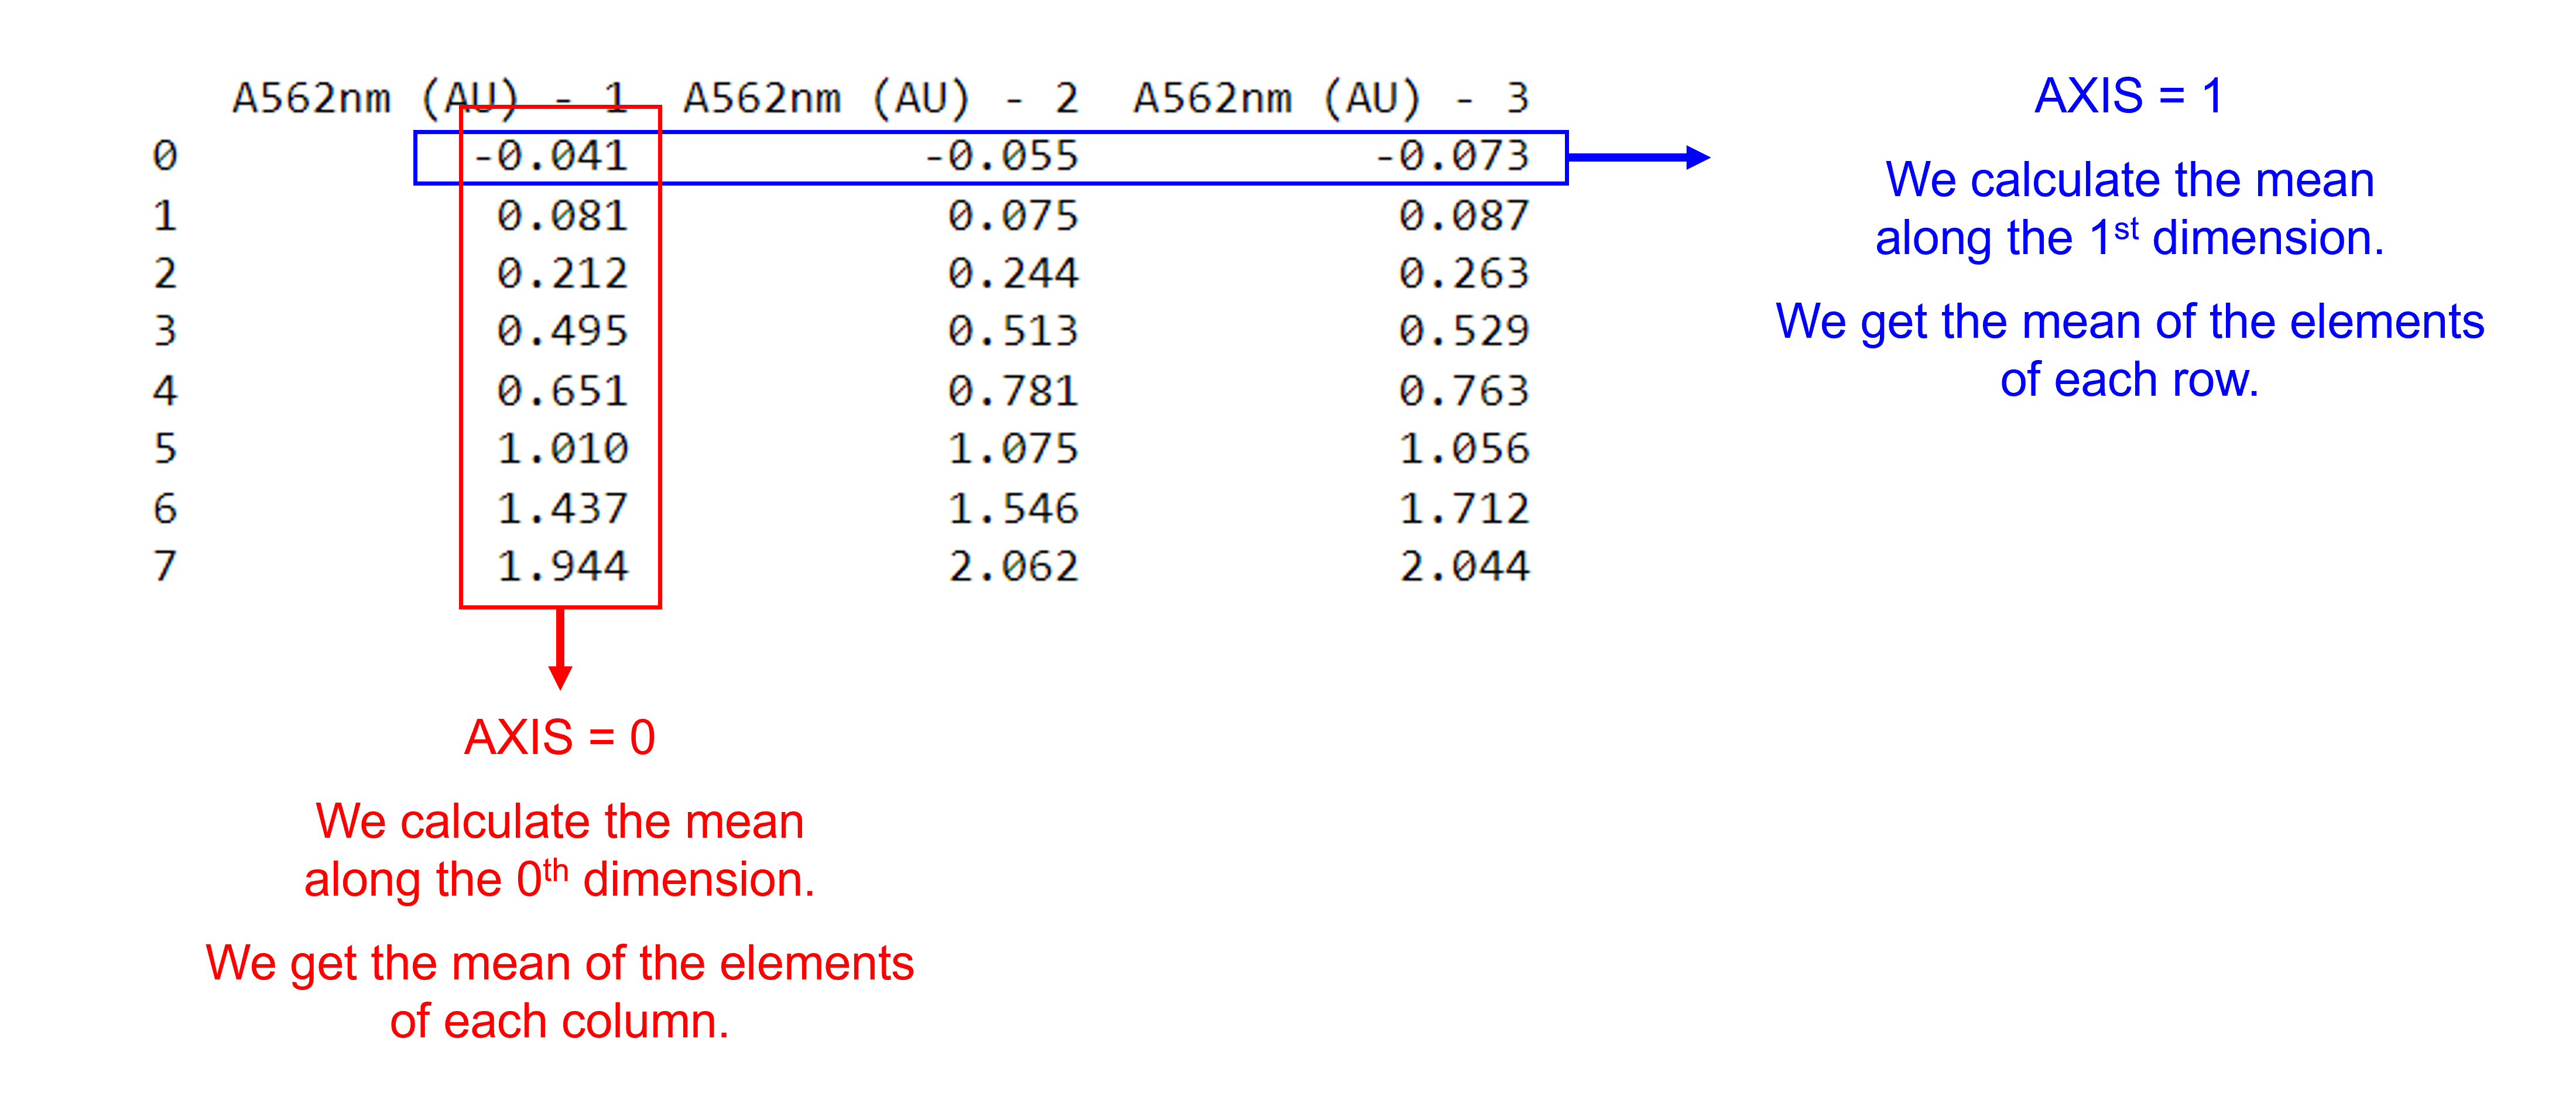 A562nm (AU) - 1 A562nm (AU) - 2 A562nm (AU) - 3
0 -0.041 -0.055 -0.073
1 0.081 0.075 0.087
2 0.212 0.244 0.263
3 0.495 0.513 0.529
4 0.651 0.781 0.763
5 1.010 1.075 1.056
6 1.437 1.546 1.712
7 1.944 2.062 2.044
AXIS = 1
We calculate the mean
along the 1st dimension.
We get the mean of the elements
of each row.
AXIS = 0
We calculate the mean
along the 0th dimension.
We get the mean of the elements
of each column.